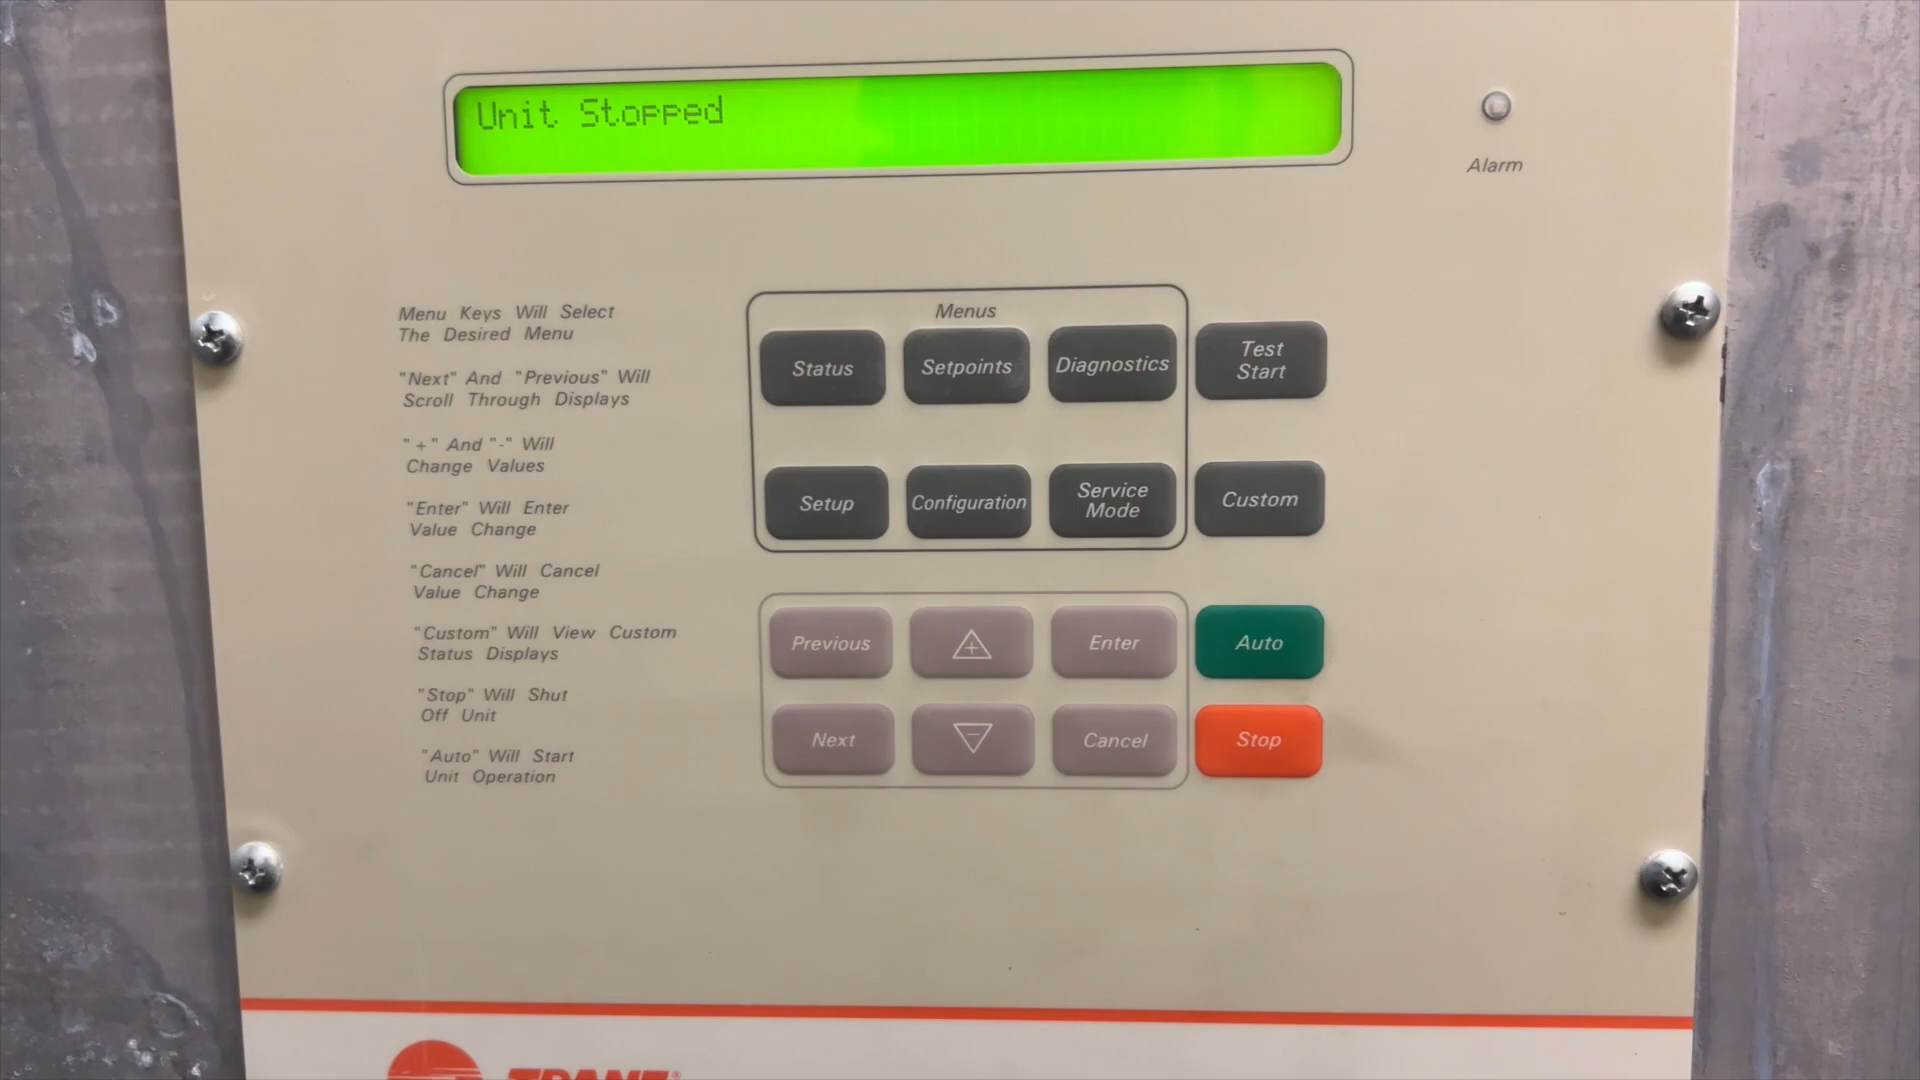 Unit Stopped
Alarm
Menu Keys Will Select
The Desired Menu
"Next" And "Previous" Will
Scroll Through Displays
"+" And "-" Will
Change Values
"Enter" Will Enter
Value Change
"Cancel" Will Cancel
Value Change
"Custom" Will View Custom
Status Displays
"Stop" Will Shut
Off Unit
"Auto" Will Start
Unit Operation
Menus
Status
Setpoints
Diagnostics
Test
Start
Setup
Configuration
Service
Mode
Custom
Previous
+
Enter
Auto
Next
-
Cancel
Stop
TRANE®